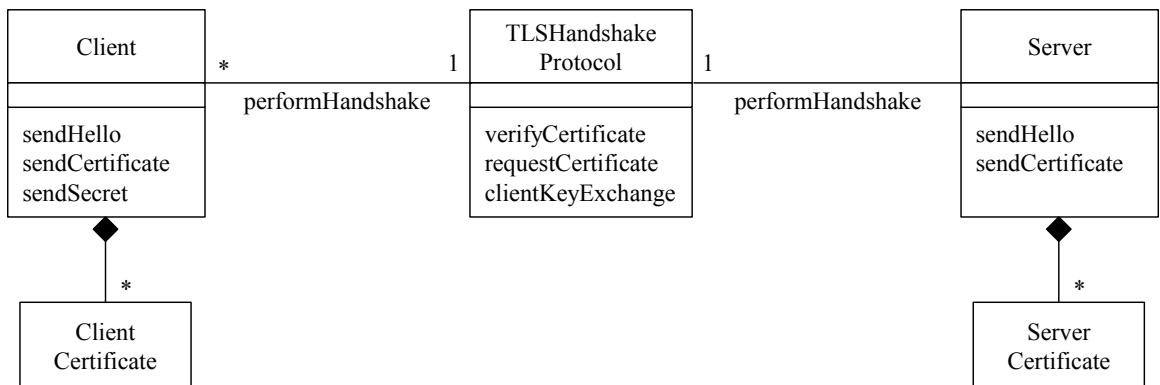 Client
TLSHandshake
Protocol
Server
*
1
1
performHandshake
performHandshake
sendHello
sendCertificate
sendSecret
verifyCertificate
requestCertificate
clientKeyExchange
sendHello
sendCertificate
*
*
Client
Certificate
Server
Certificate